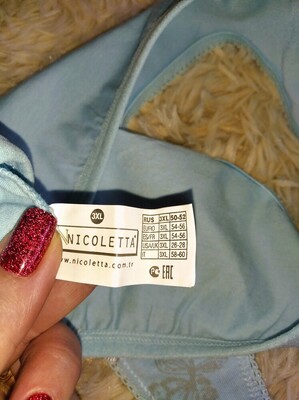 3XL
NICOLETTA
www.nicoletta.com.tr
RUS 3XL 50-52
EURO 3XL 54-56
ES/FR 3XL 54-56
USA/UK 3XL 26-28
IT 3XL 58-60
РСТ EAC